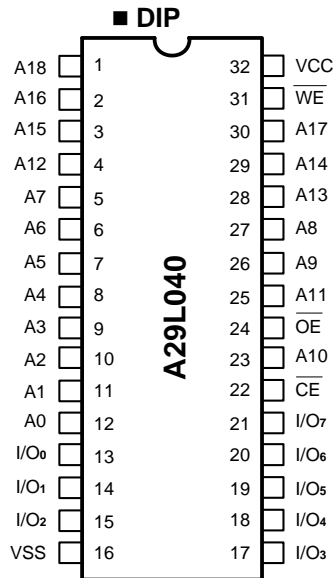 ■ DIP
A18 1 32 VCC
A16 2 31 W̅E̅
A15 3 30 A17
A12 4 29 A14
A7 5 28 A13
A6 6 27 A8
A5 7 26 A9
A4 8 25 A11
A3 9 24 O̅E̅
A2 10 23 A10
A1 11 22 C̅E̅
A0 12 21 I/O₇
I/O₀ 13 20 I/O₆
I/O₁ 14 19 I/O₅
I/O₂ 15 18 I/O₄
VSS 16 17 I/O₃
A29L040